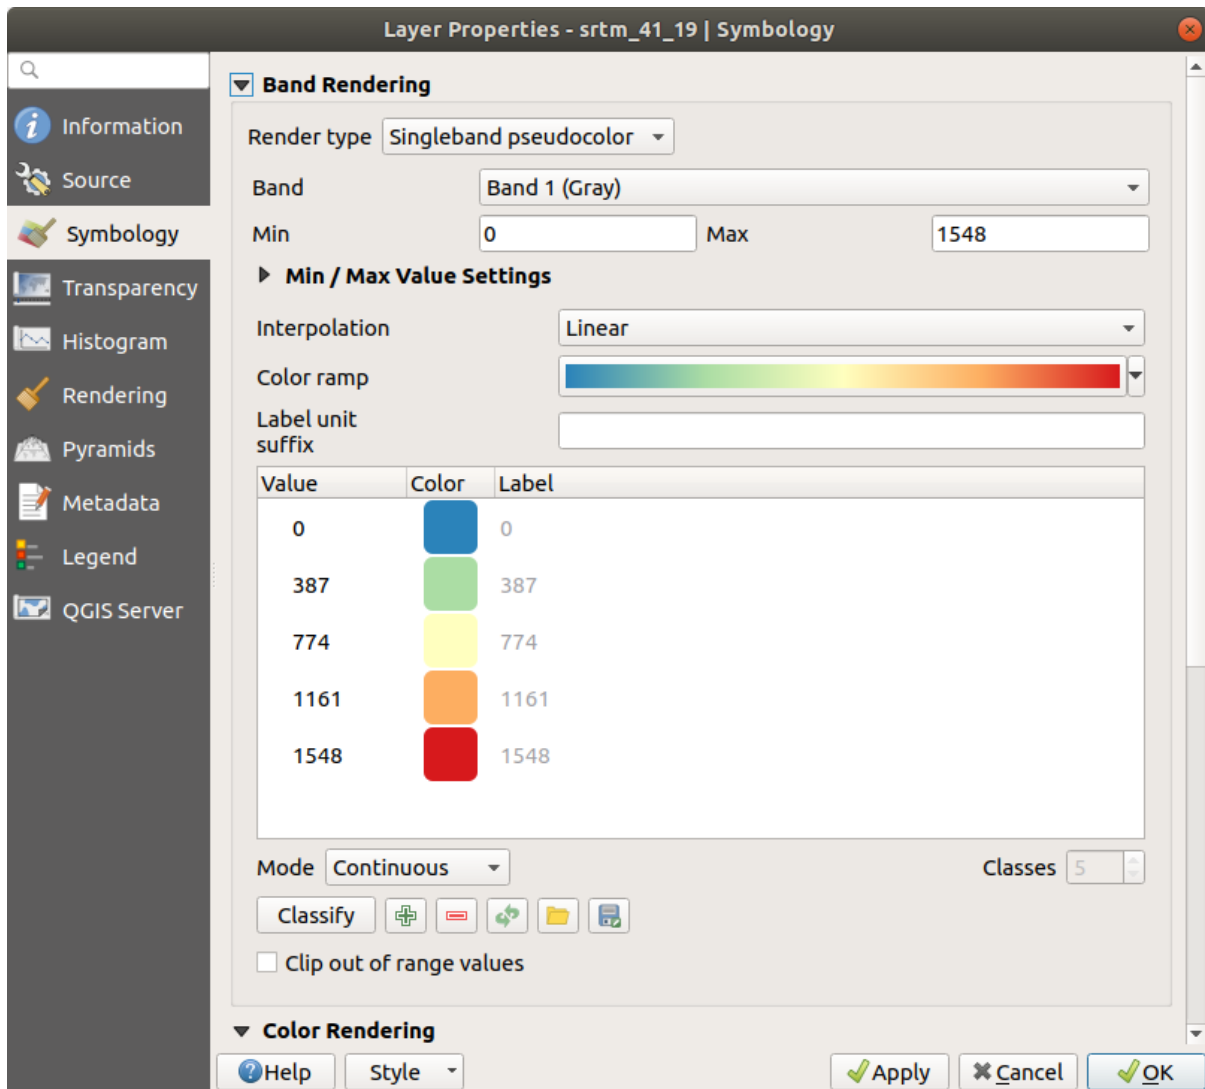 Layer Properties - srtm_41_19 | Symbology
Information
Source
Symbology
Transparency
Histogram
Rendering
Pyramids
Metadata
Legend
QGIS Server
Band Rendering
Render type Singleband pseudocolor
Band Band 1 (Gray)
Min 0 Max 1548
Min / Max Value Settings
Interpolation Linear
Color ramp
Label unit
suffix
Value Color Label
0 0
387 387
774 774
1161 1161
1548 1548
Mode Continuous Classes 5
Classify
Clip out of range values
Color Rendering
Help Style Apply Cancel OK